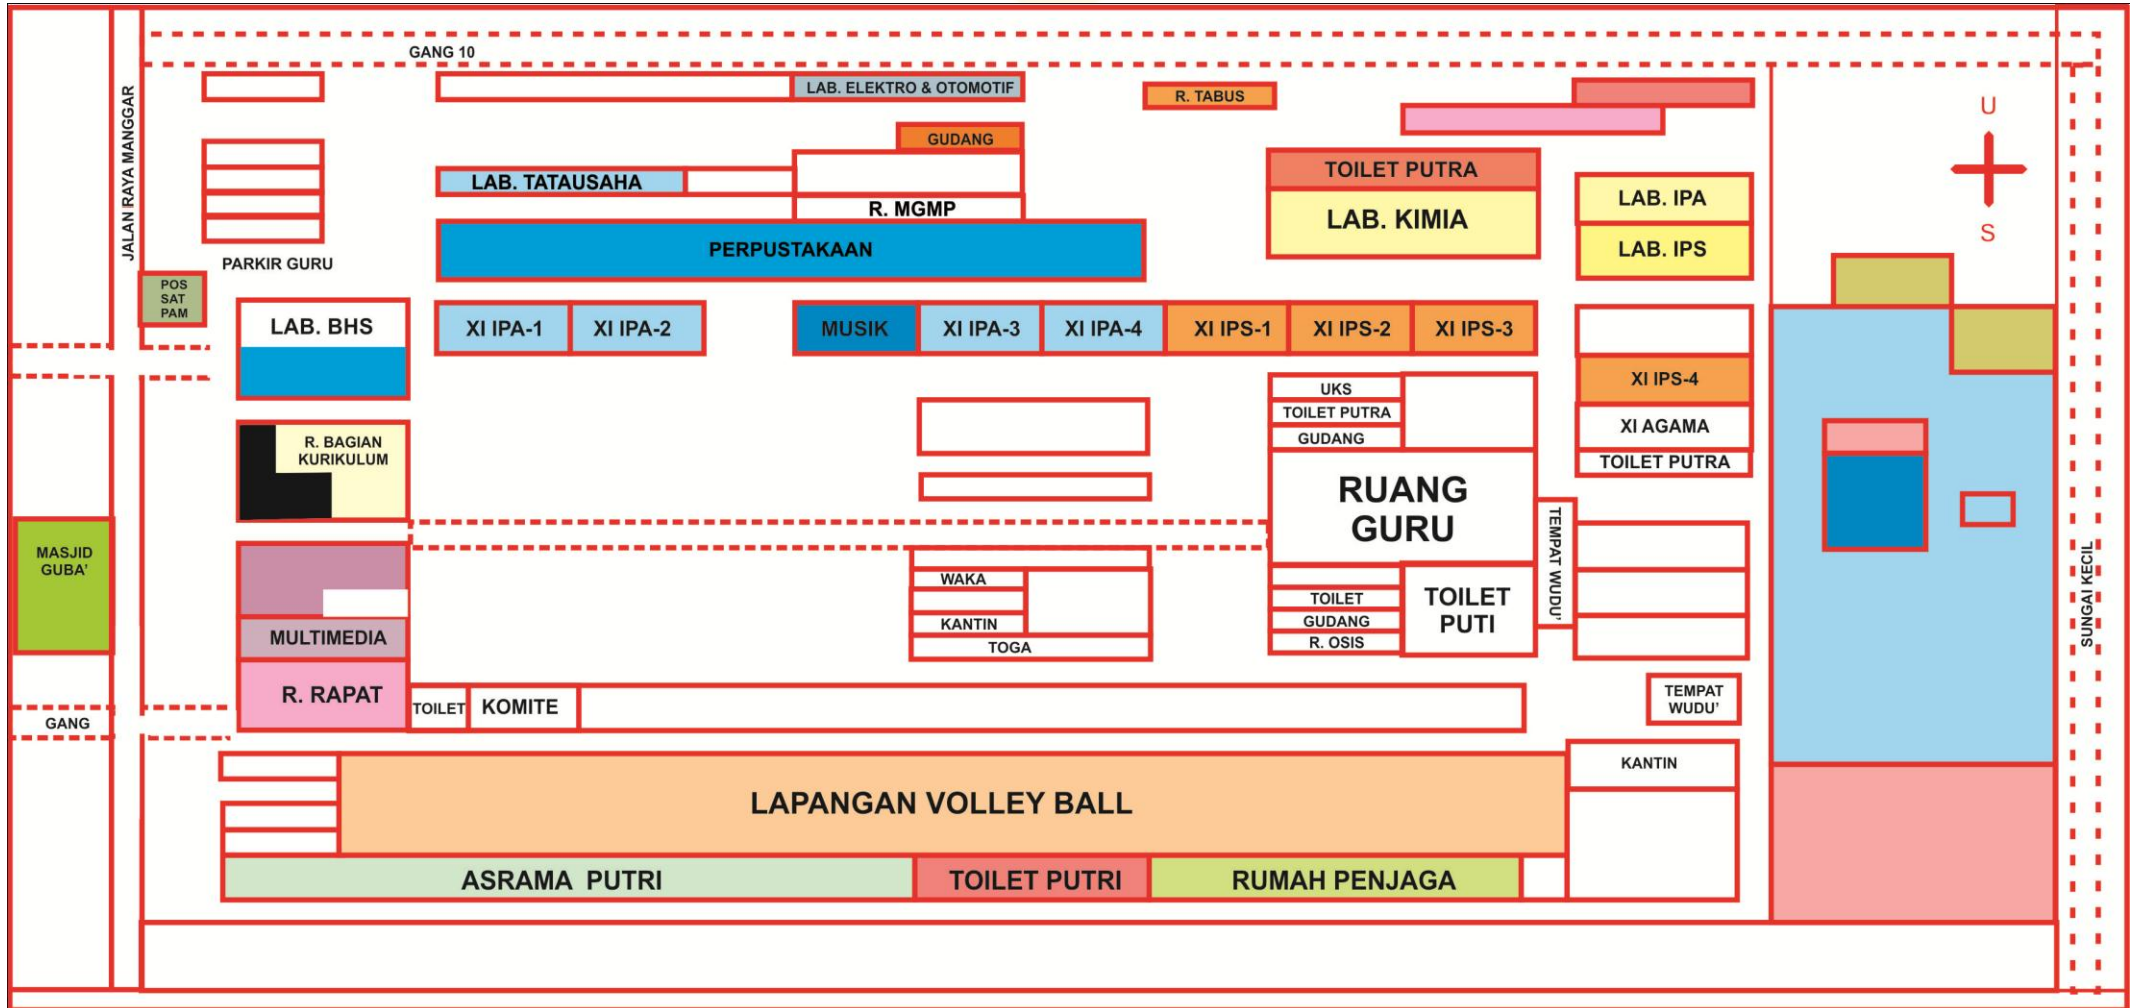 GANG 10
JALAN RAYA MANGGAR
LAB. ELEKTRO & OTOMOTIF
R. TABUS
U
S
GUDANG
LAB. TATAUSAHA
R. MGMP
PERPUSTAKAAN
TOILET PUTRA
LAB. KIMIA
LAB. IPA
LAB. IPS
PARKIR GURU
POS
SAT
PAM
LAB. BHS
XI IPA-1
XI IPA-2
MUSIK
XI IPA-3
XI IPA-4
XI IPS-1
XI IPS-2
XI IPS-3
UKS
TOILET PUTRA
GUDANG
XI IPS-4
XI AGAMA
TOILET PUTRA
R. BAGIAN
KURIKULUM
RUANG
GURU
TEMPAT WUDU'
MASJID
GUBA'
WAKA
KANTIN
TOGA
TOILET
GUDANG
R. OSIS
TOILET
PUTI
SUNGAI KECIL
MULTIMEDIA
R. RAPAT
TOILET
KOMITE
TEMPAT
WUDU'
GANG
KANTIN
LAPANGAN VOLLEY BALL
ASRAMA PUTRI
TOILET PUTRI
RUMAH PENJAGA